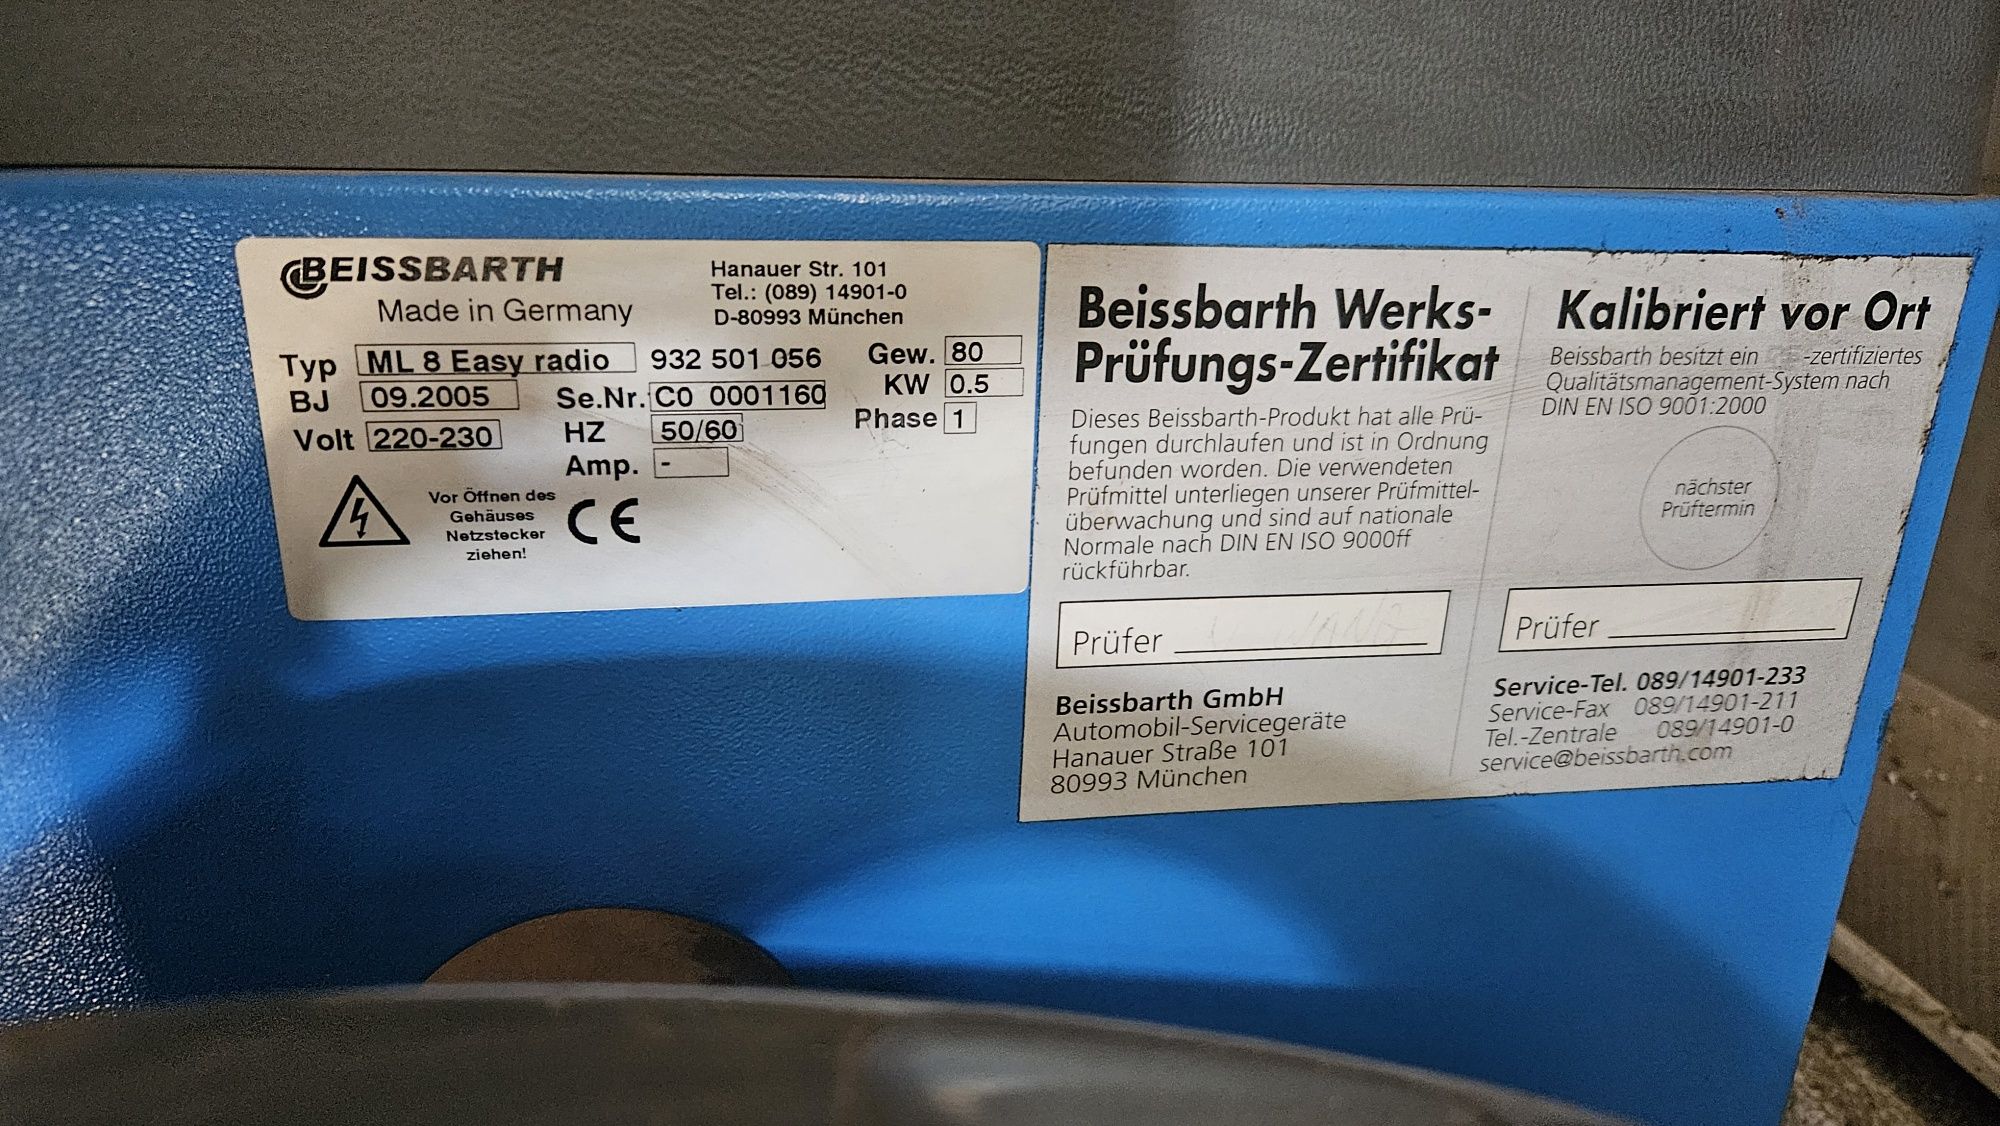 BEISSBARTH
Made in Germany
Hanauer Str. 101
Tel.: (089) 14901-0
D-80993 München
Typ ML 8 Easy radio 932 501 056
BJ 09.2005 Se.Nr. C0 0001160
Volt 220-230 HZ 50/60
Amp. -
Gew. 80
KW 0.5
Phase 1
Vor Öffnen des
Gehäuses
Netzstecker
ziehen!
CE
Beissbarth Werks-
Prüfungs-Zertifikat
Dieses Beissbarth-Produkt hat alle Prü-
fungen durchlaufen und ist in Ordnung
befunden worden. Die verwendeten
Prüfmittel unterliegen unserer Prüfmittel-
überwachung und sind auf nationale
Normale nach DIN EN ISO 9000ff
rückführbar.
Prüfer
Beissbarth GmbH
Automobil-Servicegeräte
Hanauer Straße 101
80993 München
Kalibriert vor Ort
Beissbarth besitzt ein -zertifiziertes
Qualitätsmanagement-System nach
DIN EN ISO 9001:2000
nächster
Prüftermin
Prüfer
Service-Tel. 089/14901-233
Service-Fax 089/14901-211
Tel.-Zentrale 089/14901-0
service@beissbarth.com